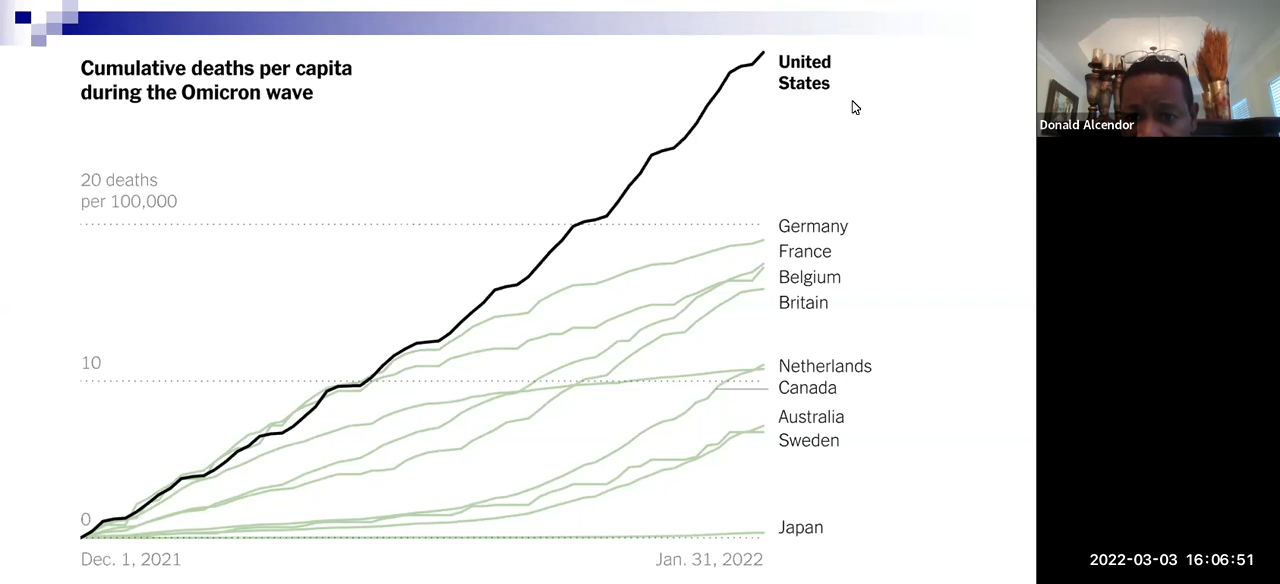 Cumulative deaths per capita
during the Omicron wave
United
States
Donald Alcendor
20 deaths
per 100,000
Germany
France
Belgium
Britain
10
Netherlands
Canada
Australia
Sweden
0
Japan
Dec. 1, 2021
Jan. 31, 2022
2022-03-03 16:06:51